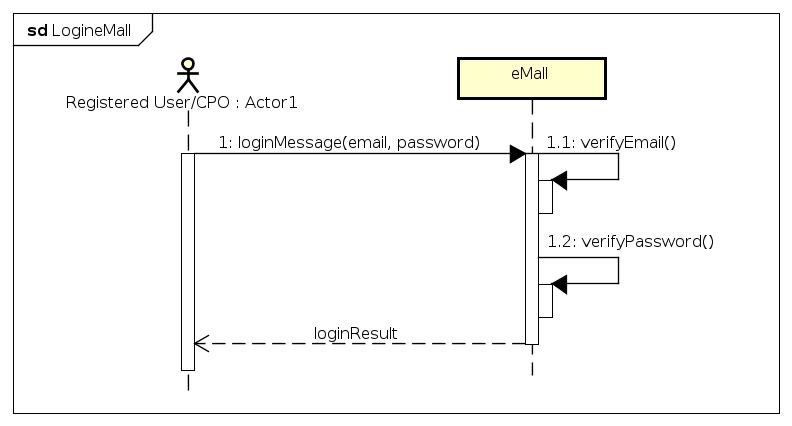 sd LogineMall
eMall
Registered User/CPO : Actor1
1: loginMessage(email, password)
1.1: verifyEmail()
1.2: verifyPassword()
loginResult